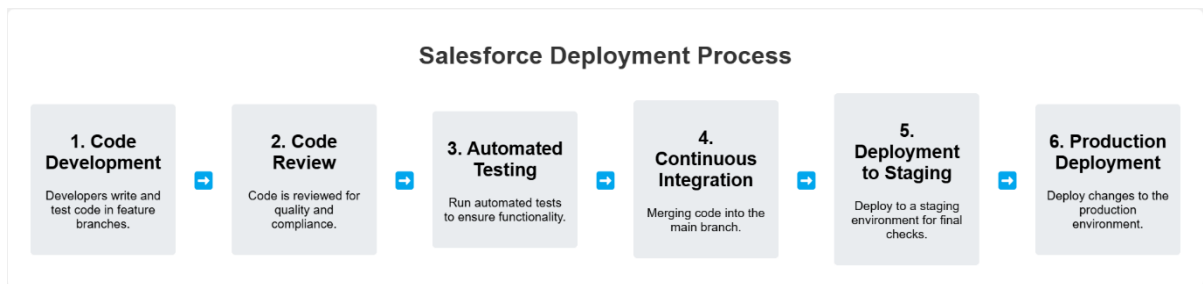 Salesforce Deployment Process
1. Code
Development
Developers write and
test code in feature
branches.
2. Code
Review
Code is reviewed for
quality and
compliance.
3. Automated
Testing
Run automated tests
to ensure functionality.
4.
Continuous
Integration
Merging code into the
main branch.
5.
Deployment
to Staging
Deploy to a staging
environment for final
checks.
6. Production
Deployment
Deploy changes to the
production
environment.